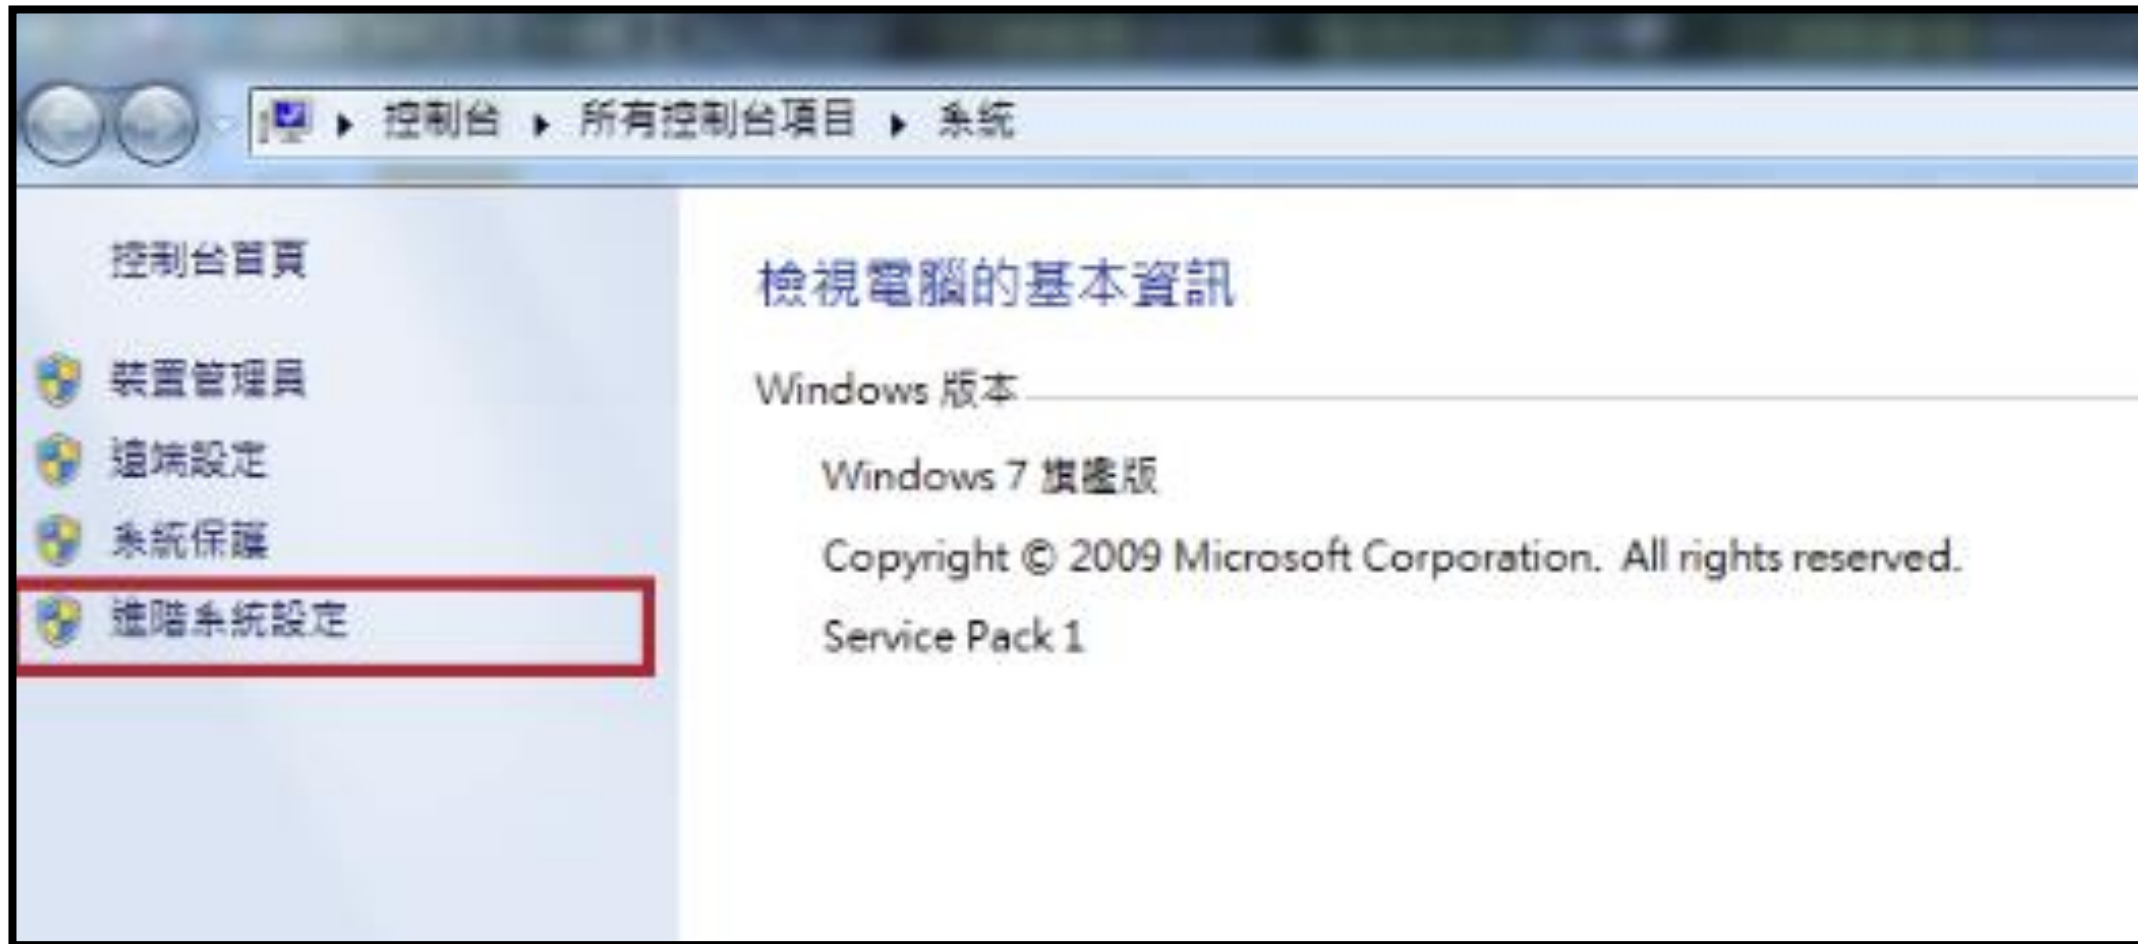 控制台 ▸ 所有控制台項目 ▸ 系統
控制台首頁
裝置管理員
遠端設定
系統保護
進階系統設定
檢視電腦的基本資訊
Windows 版本
Windows 7 旗艦版
Copyright © 2009 Microsoft Corporation. All rights reserved.
Service Pack 1